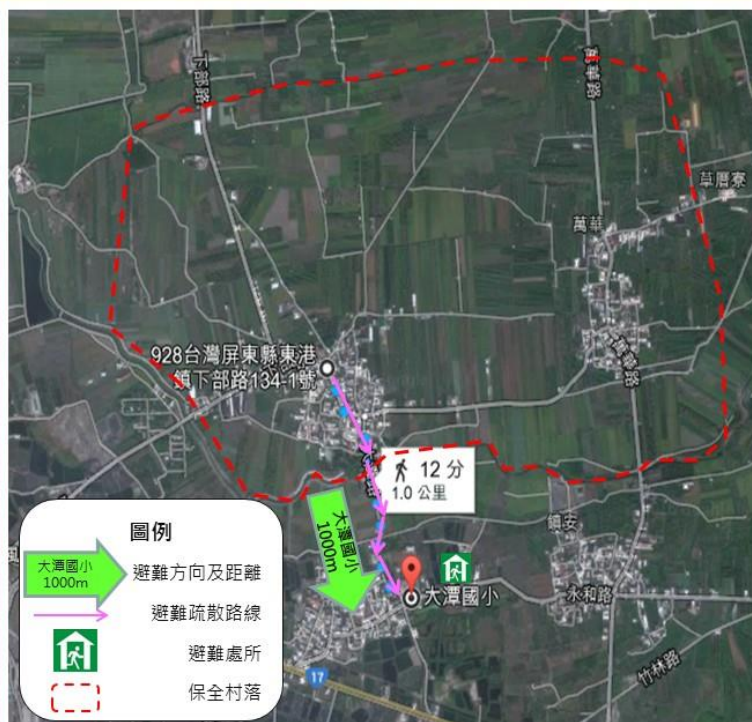 下部路
萬華路
草厝寮
萬華
928台灣屏東縣東港
鎮下部路134-1號
萬華路
12 分
1.0 公里
大潭國小
1000m
鎮安
大潭國小
永和路
竹林路
17
圖例
大潭國小
1000m
避難方向及距離
避難疏散路線
避難處所
保全村落